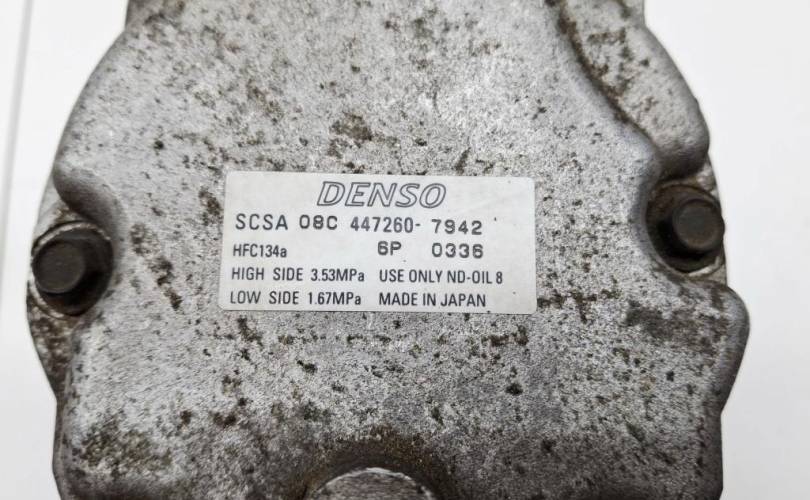 DENSO
SCSA 08C 447260-7942
HFC134a 6P 0336
HIGH SIDE 3.53MPa USE ONLY ND-OIL 8
LOW SIDE 1.67MPa MADE IN JAPAN